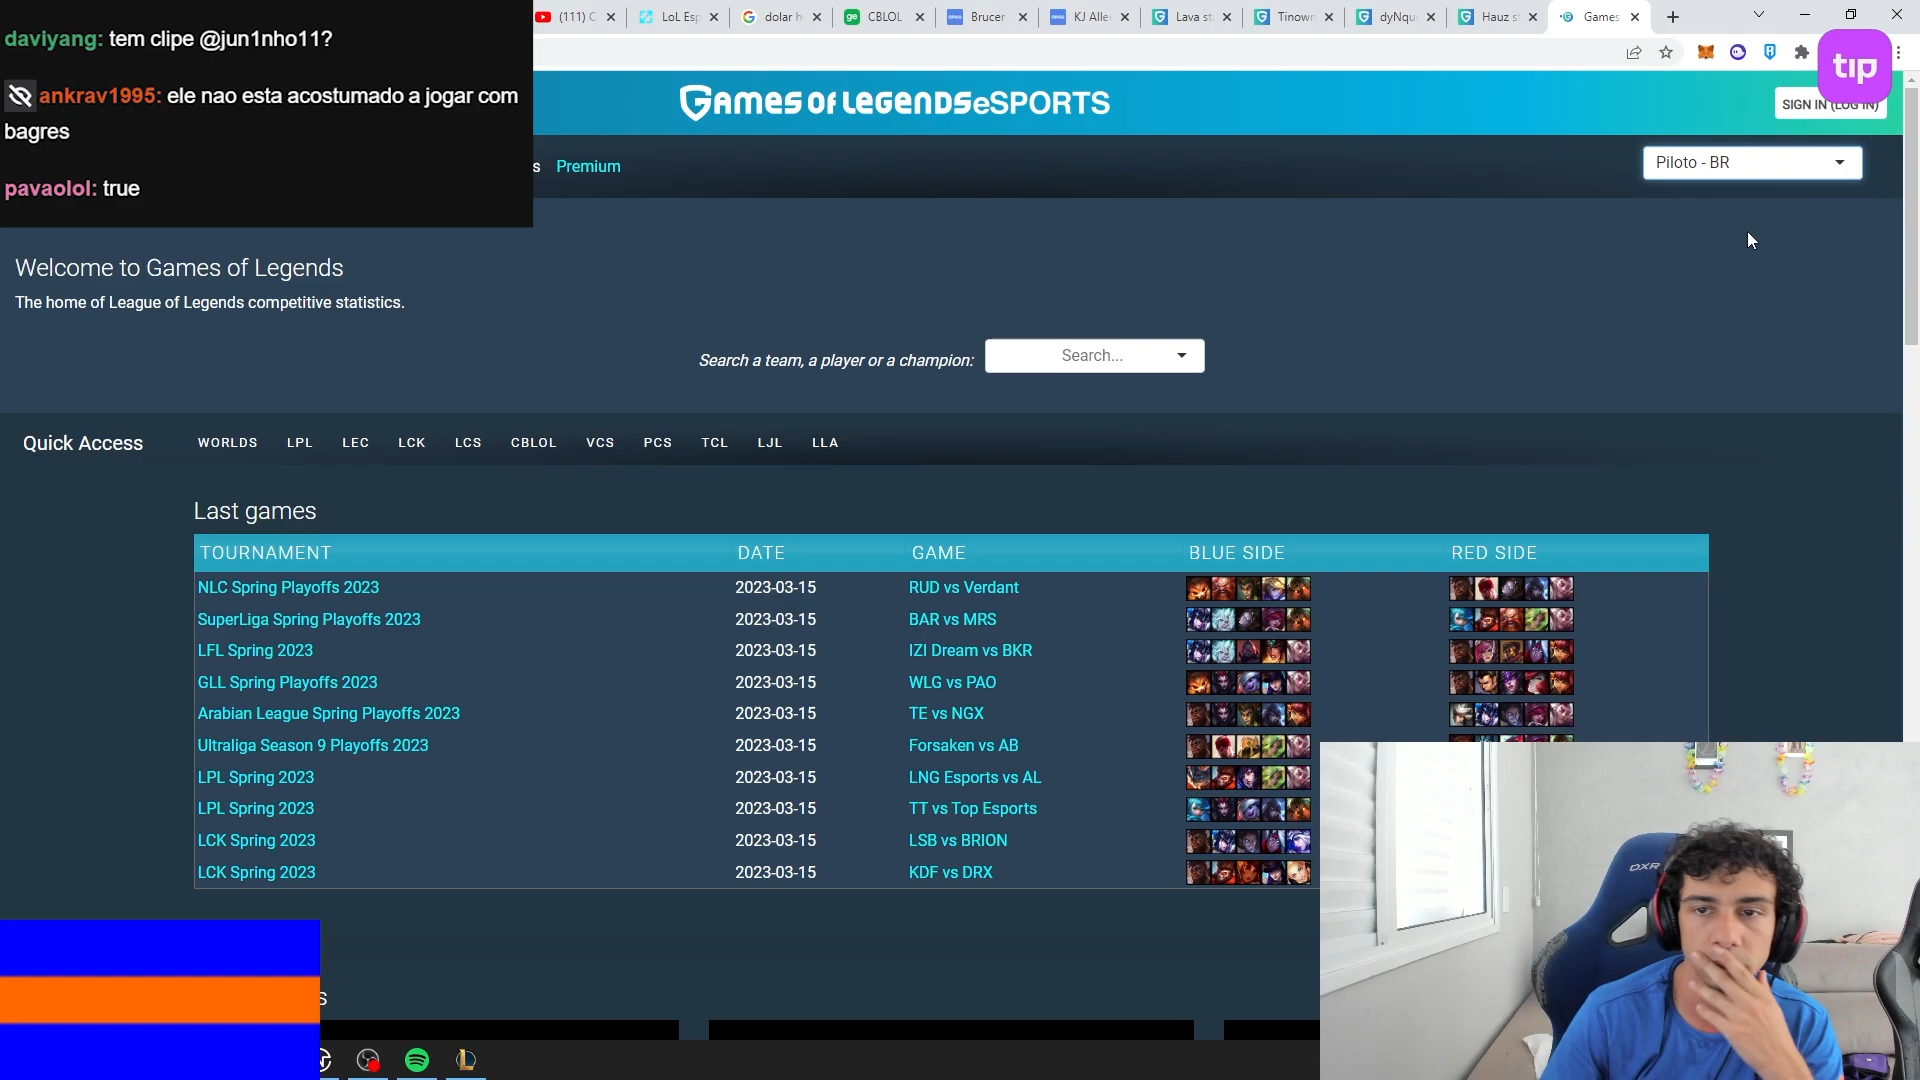 davlyang: tem clipe @jun1nho11?
ankrav1995: ele nao esta acostumado a jogar com
bagres
pavaolol: true
(111)
LoL Esp
dolar h
CBLOL
Brucer
KJ Alle
Lava st
Tinown
dyNqu
Hauz s
Games
tip
GAMES OF LEGENDS eSPORTS
SIGN IN (LOG IN)
s Premium
Piloto - BR
Welcome to Games of Legends
The home of League of Legends competitive statistics.
Search a team, a player or a champion: Search...
Quick Access WORLDS LPL LEC LCK LCS CBLOL VCS PCS TCL LJL LLA
Last games
TOURNAMENT DATE GAME BLUE SIDE RED SIDE
NLC Spring Playoffs 2023 2023-03-15 RUD vs Verdant
SuperLiga Spring Playoffs 2023 2023-03-15 BAR vs MRS
LFL Spring 2023 2023-03-15 IZI Dream vs BKR
GLL Spring Playoffs 2023 2023-03-15 WLG vs PAO
Arabian League Spring Playoffs 2023 2023-03-15 TE vs NGX
Ultraliga Season 9 Playoffs 2023 2023-03-15 Forsaken vs AB
LPL Spring 2023 2023-03-15 LNG Esports vs AL
LPL Spring 2023 2023-03-15 TT vs Top Esports
LCK Spring 2023 2023-03-15 LSB vs BRION
LCK Spring 2023 2023-03-15 KDF vs DRX
s
DXR